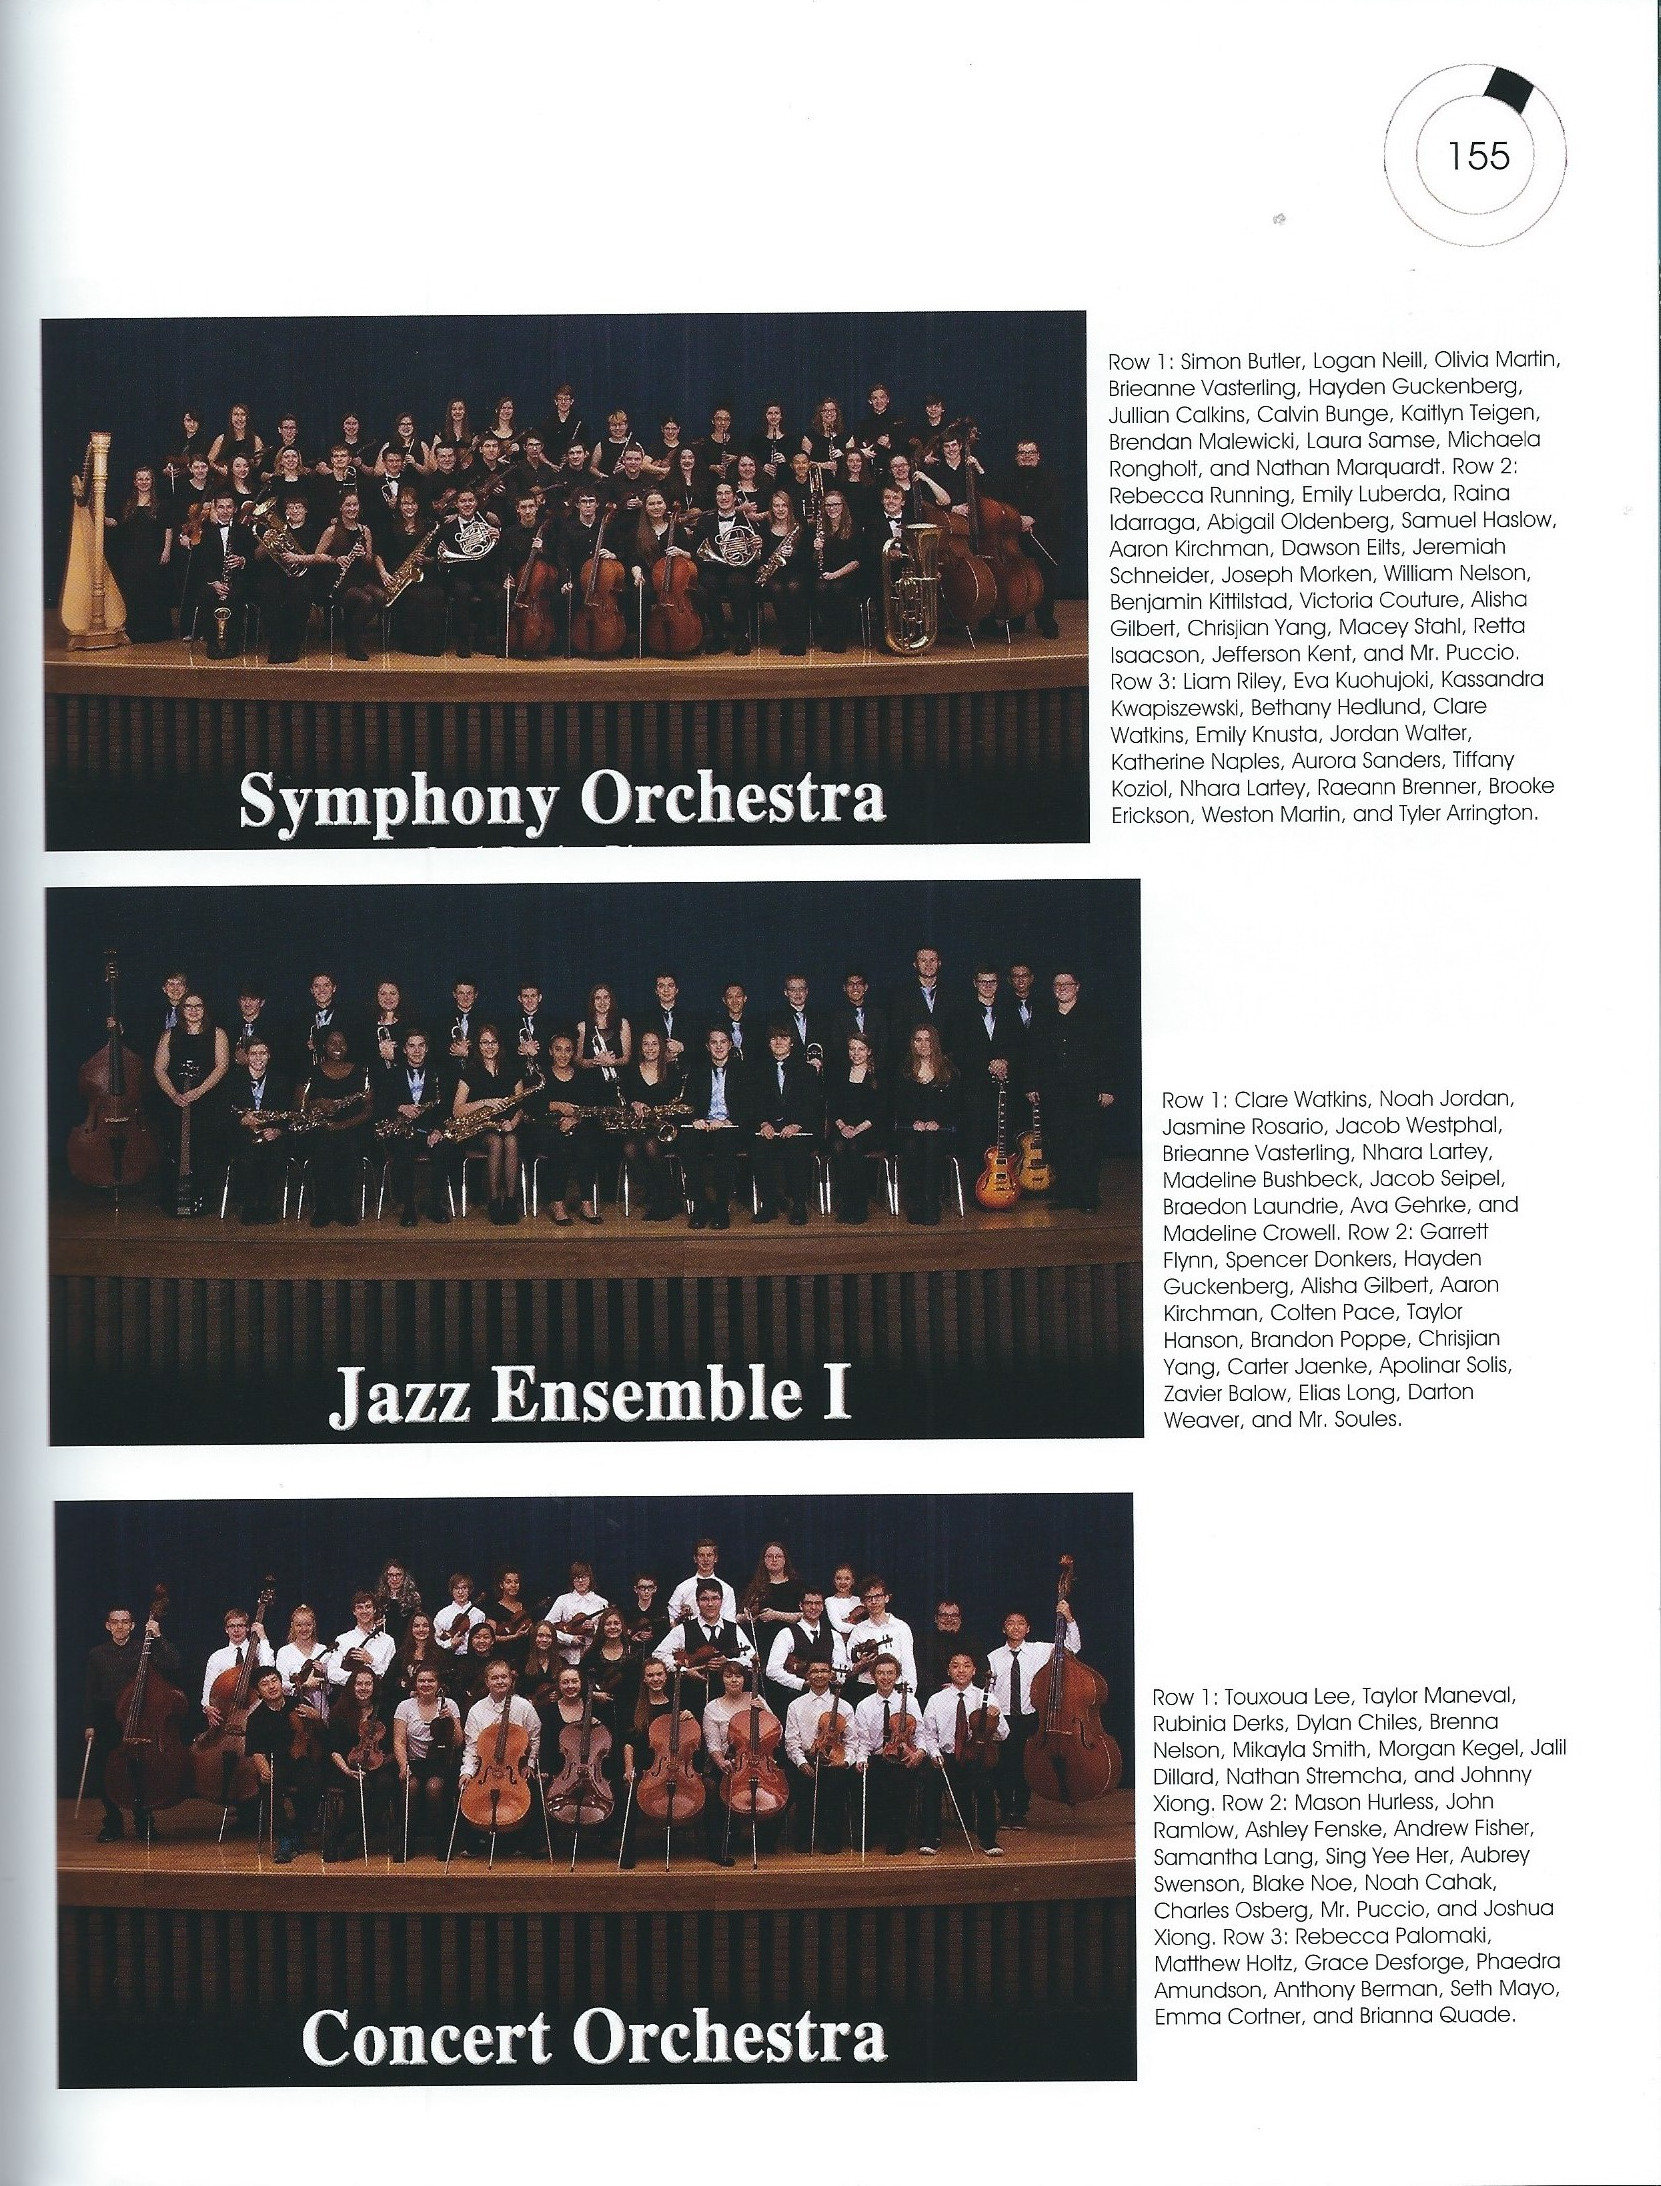 155
Row 1: Simon Butler, Logan Neill, Olivia Martin,
Brieanne Vasterling, Hayden Guckenberg,
Jullian Calkins, Calvin Bunge, Kaitlyn Teigen,
Brendan Malewicki, Laura Samse, Michaela
Rongholt, and Nathan Marquardt. Row 2:
Rebecca Running, Emily Luberda, Raina
Idarraga, Abigail Oldenberg, Samuel Haslow,
Aaron Kirchman, Dawson Eilts, Jeremiah
Schneider, Joseph Morken, William Nelson,
Benjamin Kittilstad, Victoria Couture, Alisha
Gilbert, Chrisjian Yang, Macey Stahl, Retta
Isaacson, Jefferson Kent, and Mr. Puccio.
Row 3: Liam Riley, Eva Kuohujoki, Kassandra
Kwapiszewski, Bethany Hedlund, Clare
Watkins, Emily Knusta, Jordan Walter,
Katherine Naples, Aurora Sanders, Tiffany
Koziol, Nhara Lartey, Raeann Brenner, Brooke
Erickson, Weston Martin, and Tyler Arrington.
Symphony Orchestra
Row 1: Clare Watkins, Noah Jordan,
Jasmine Rosario, Jacob Westphal,
Brieanne Vasterling, Nhara Lartey,
Madeline Bushbeck, Jacob Seipel,
Braedon Laundrie, Ava Gehrke, and
Madeline Crowell. Row 2: Garrett
Flynn, Spencer Donkers, Hayden
Guckenberg, Alisha Gilbert, Aaron
Kirchman, Colten Pace, Taylor
Hanson, Brandon Poppe, Chrisjian
Yang, Carter Jaenke, Apolinar Solis,
Zavier Balow, Elias Long, Darton
Weaver, and Mr. Soules.
Jazz Ensemble I
Row 1: Touxoua Lee, Taylor Maneval,
Rubinia Derks, Dylan Chiles, Brenna
Nelson, Mikayla Smith, Morgan Kegel, Jalil
Dillard, Nathan Stremcha, and Johnny
Xiong. Row 2: Mason Hurless, John
Ramlow, Ashley Fenske, Andrew Fisher,
Samantha Lang, Sing Yee Her, Aubrey
Swenson, Blake Noe, Noah Cahak,
Charles Osberg, Mr. Puccio, and Joshua
Xiong. Row 3: Rebecca Palomaki,
Matthew Holtz, Grace Desforge, Phaedra
Amundson, Anthony Berman, Seth Mayo,
Emma Cortner, and Brianna Quade.
Concert Orchestra